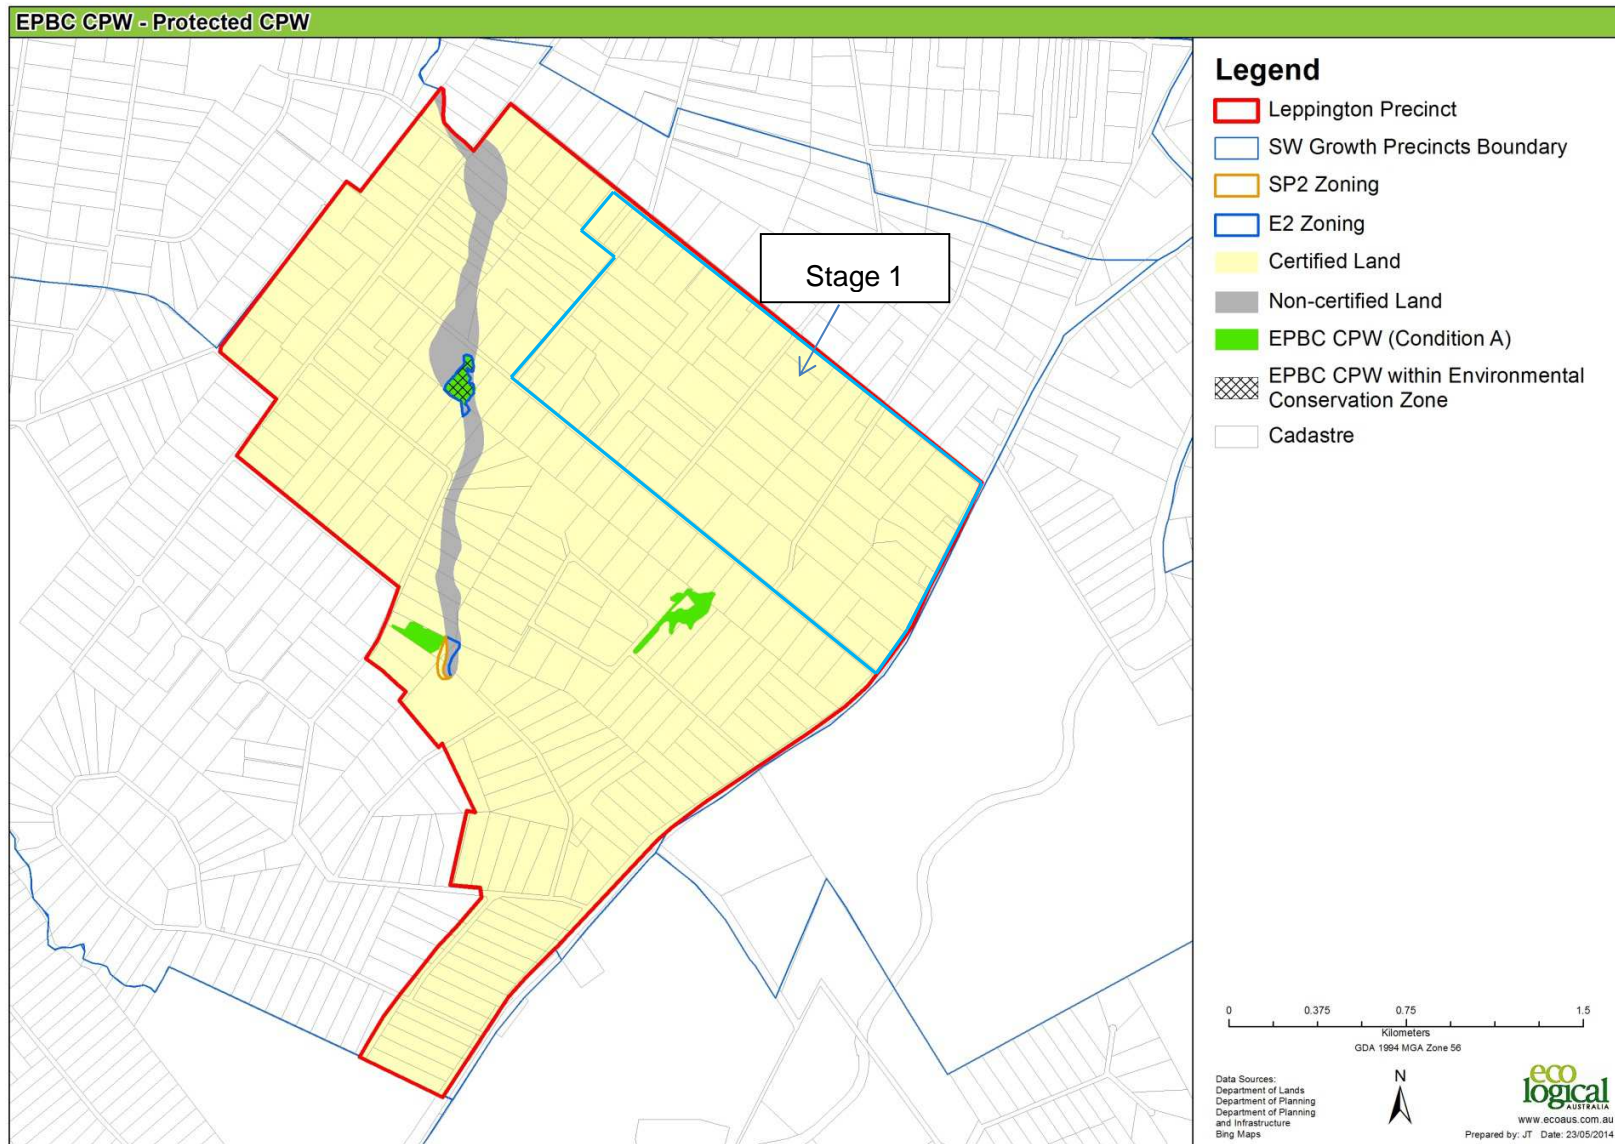 EPBC CPW - Protected CPW
Stage 1
Legend
Leppington Precinct
SW Growth Precincts Boundary
SP2 Zoning
E2 Zoning
Certified Land
Non-certified Land
EPBC CPW (Condition A)
EPBC CPW within Environmental
Conservation Zone
Cadastre
0 0.375 0.75 1.5
Kilometers
GDA 1994 MGA Zone 56
Data Sources:
Department of Lands
Department of Planning
Department of Planning
and Infrastructure
Bing Maps
N
eco
logical
AUSTRALIA
www.ecoaus.com.au
Prepared by: JT Date: 23/05/2014